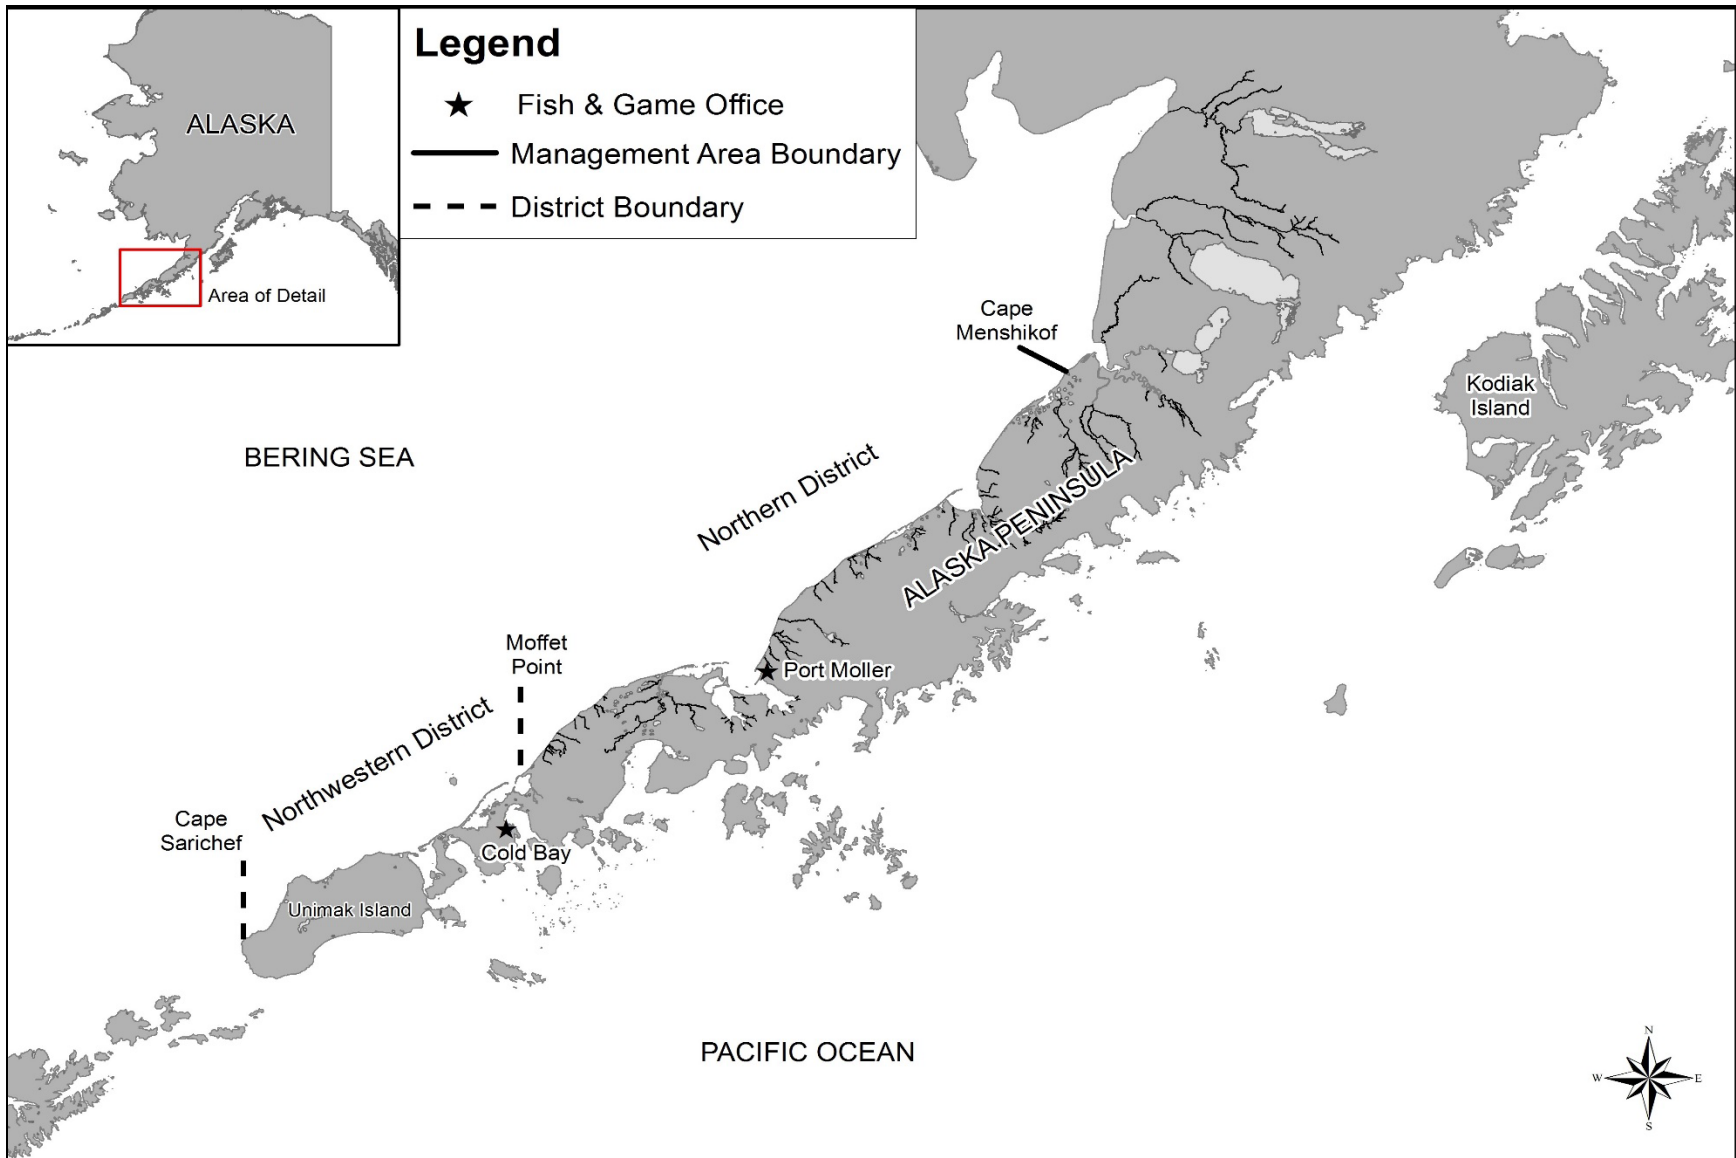 ALASKA
Area of Detail
Legend
Fish & Game Office
Management Area Boundary
District Boundary
Cape
Menshikof
Kodiak
Island
BERING SEA
Northern District
ALASKA PENINSULA
Moffet
Point
Port Moller
Northwestern District
Cape
Sarichef
Cold Bay
Unimak Island
PACIFIC OCEAN
N
W
E
S